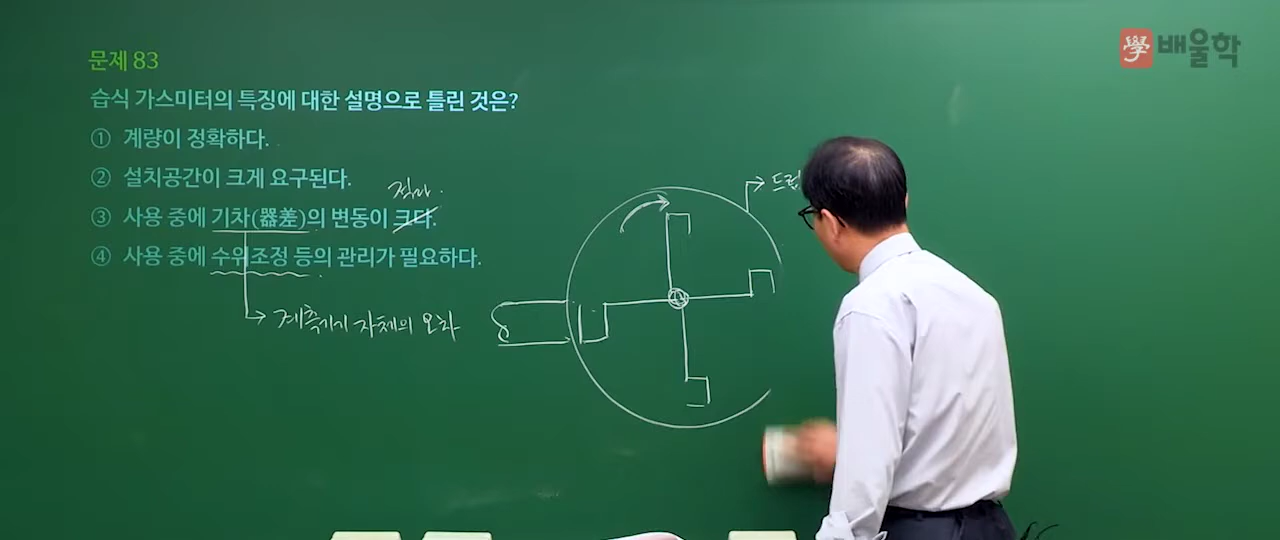 學 배울학
문제 83
습식 가스미터의 특징에 대한 설명으로 틀린 것은?
① 계량이 정확하다.
② 설치공간이 크게 요구된다.
적다.
③ 사용 중에 기차(器差)의 변동이 크다.
④ 사용 중에 수위조정 등의 관리가 필요하다.
→ 계측기기 자체의 오차
→ 드럼